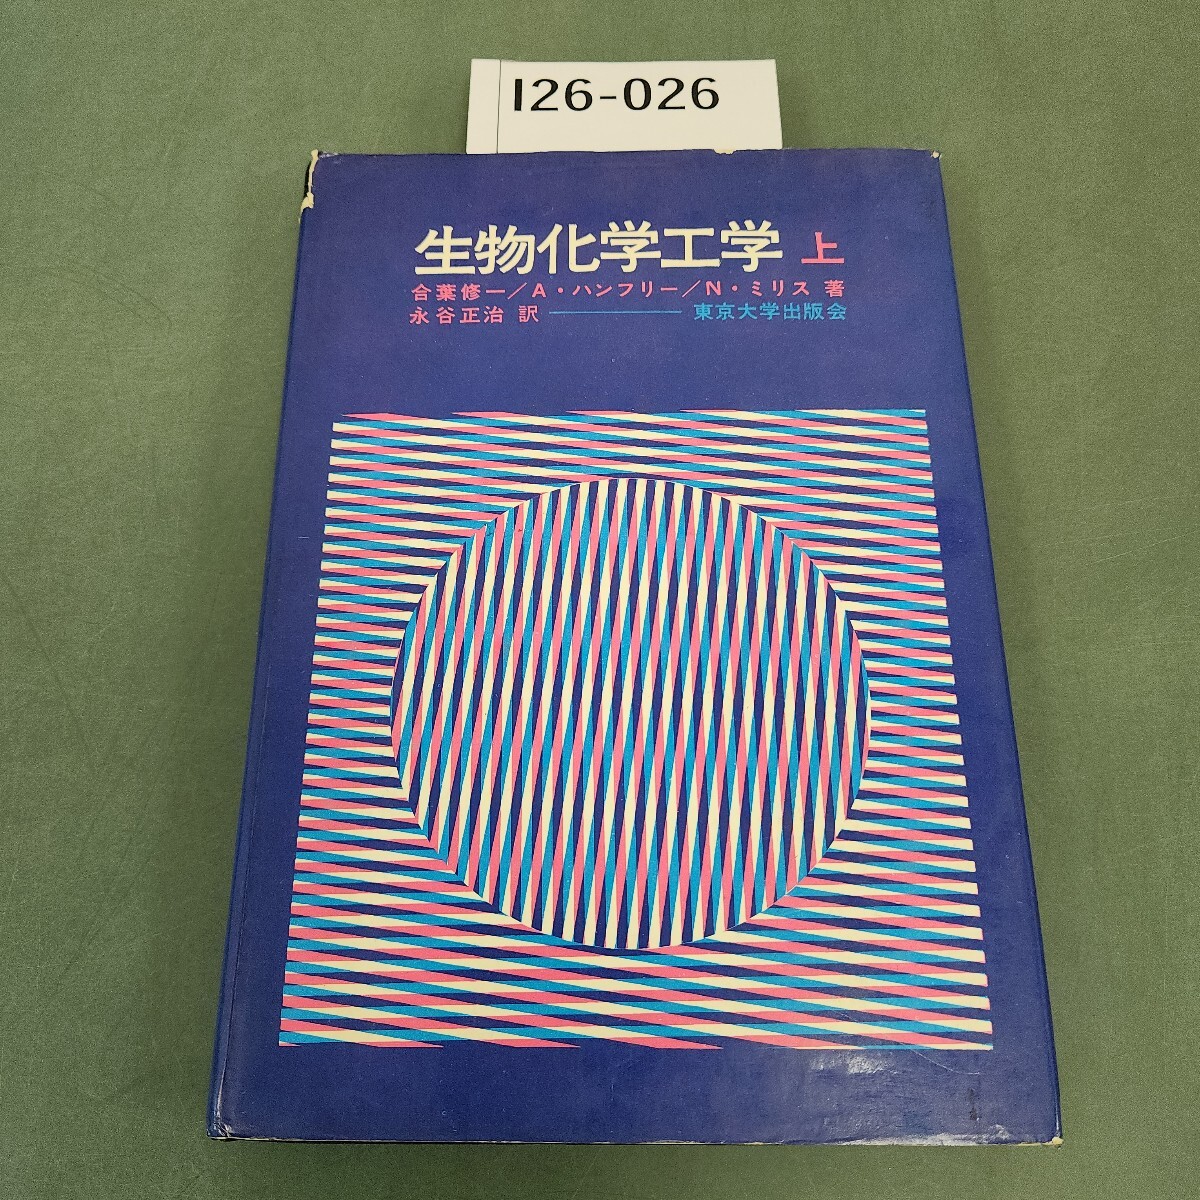 I26-026
生物化学工学 上
合葉修一／A・ハンフリー／N・ミリス 著
永谷正治 訳 ──── 東京大学出版会